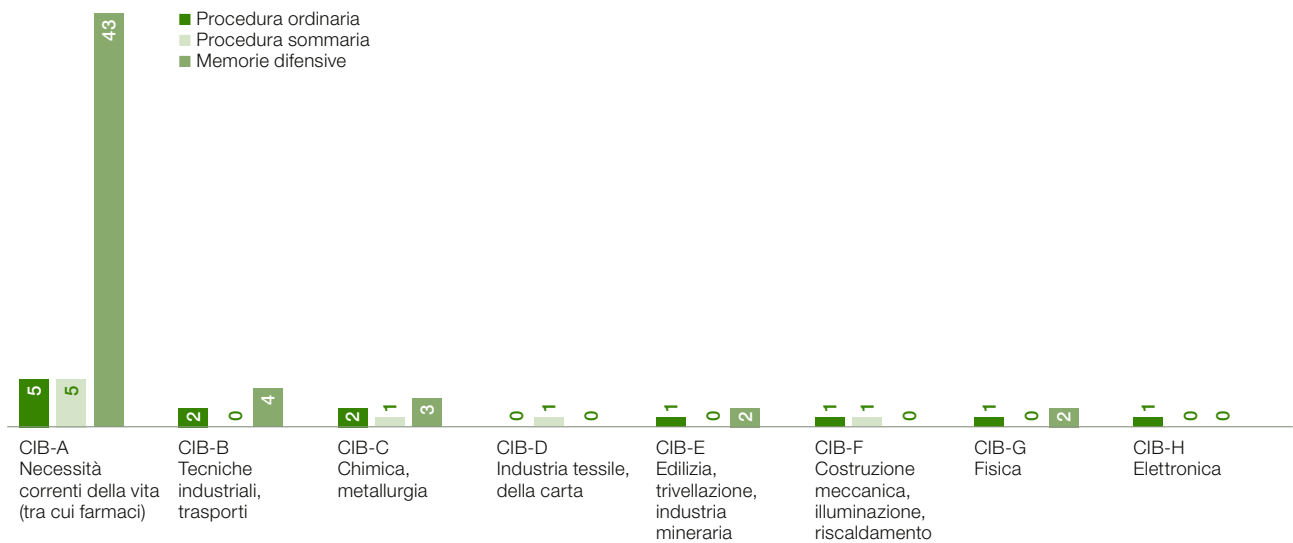 Procedura ordinaria
Procedura sommaria
Memorie difensive
5
5
43
2
0
4
2
1
3
0
1
0
1
0
2
1
1
0
1
0
2
1
0
0
CIB-A
Necessità
correnti della vita
(tra cui farmaci)
CIB-B
Tecniche
industriali,
trasporti
CIB-C
Chimica,
metallurgia
CIB-D
Industria tessile,
della carta
CIB-E
Edilizia,
trivellazione,
industria
mineraria
CIB-F
Costruzione
meccanica,
illuminazione,
riscaldamento
CIB-G
Fisica
CIB-H
Elettronica